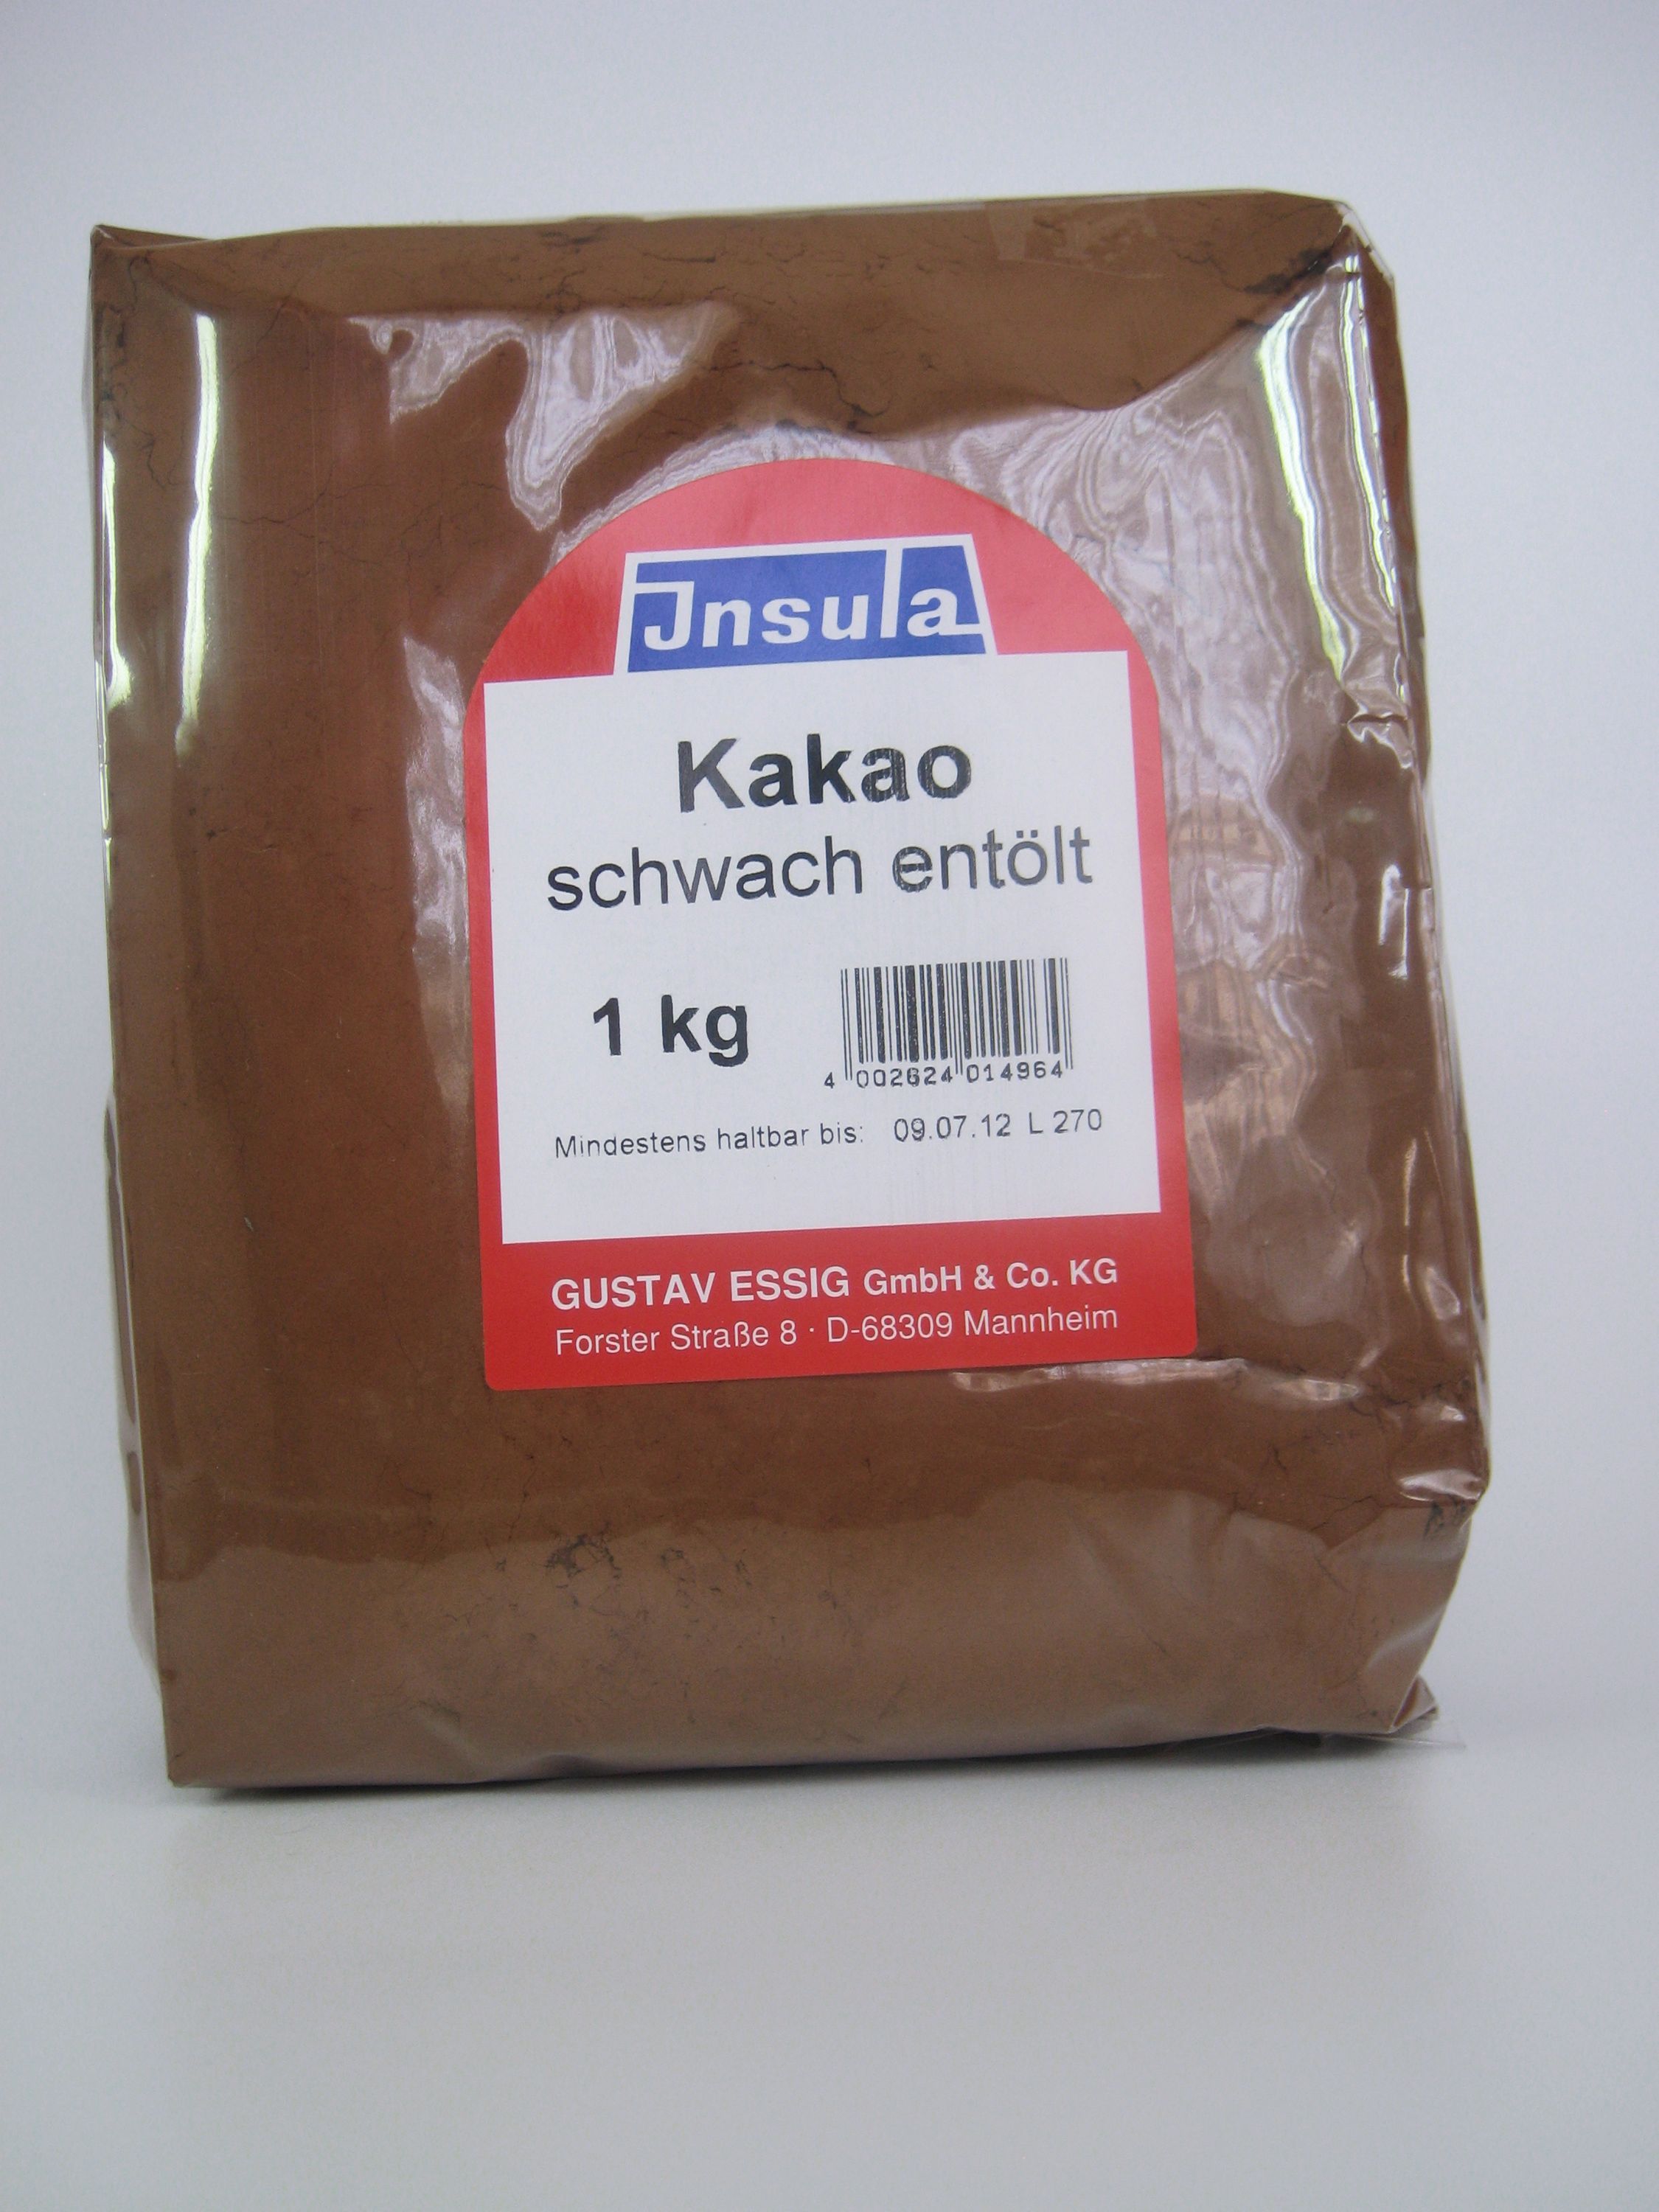 Jnsula
Kakao
schwach entölt
1 kg
4 002624 014964
Mindestens haltbar bis: 09.07.12 L 270
GUSTAV ESSIG GmbH & Co. KG
Forster Straße 8 · D-68309 Mannheim